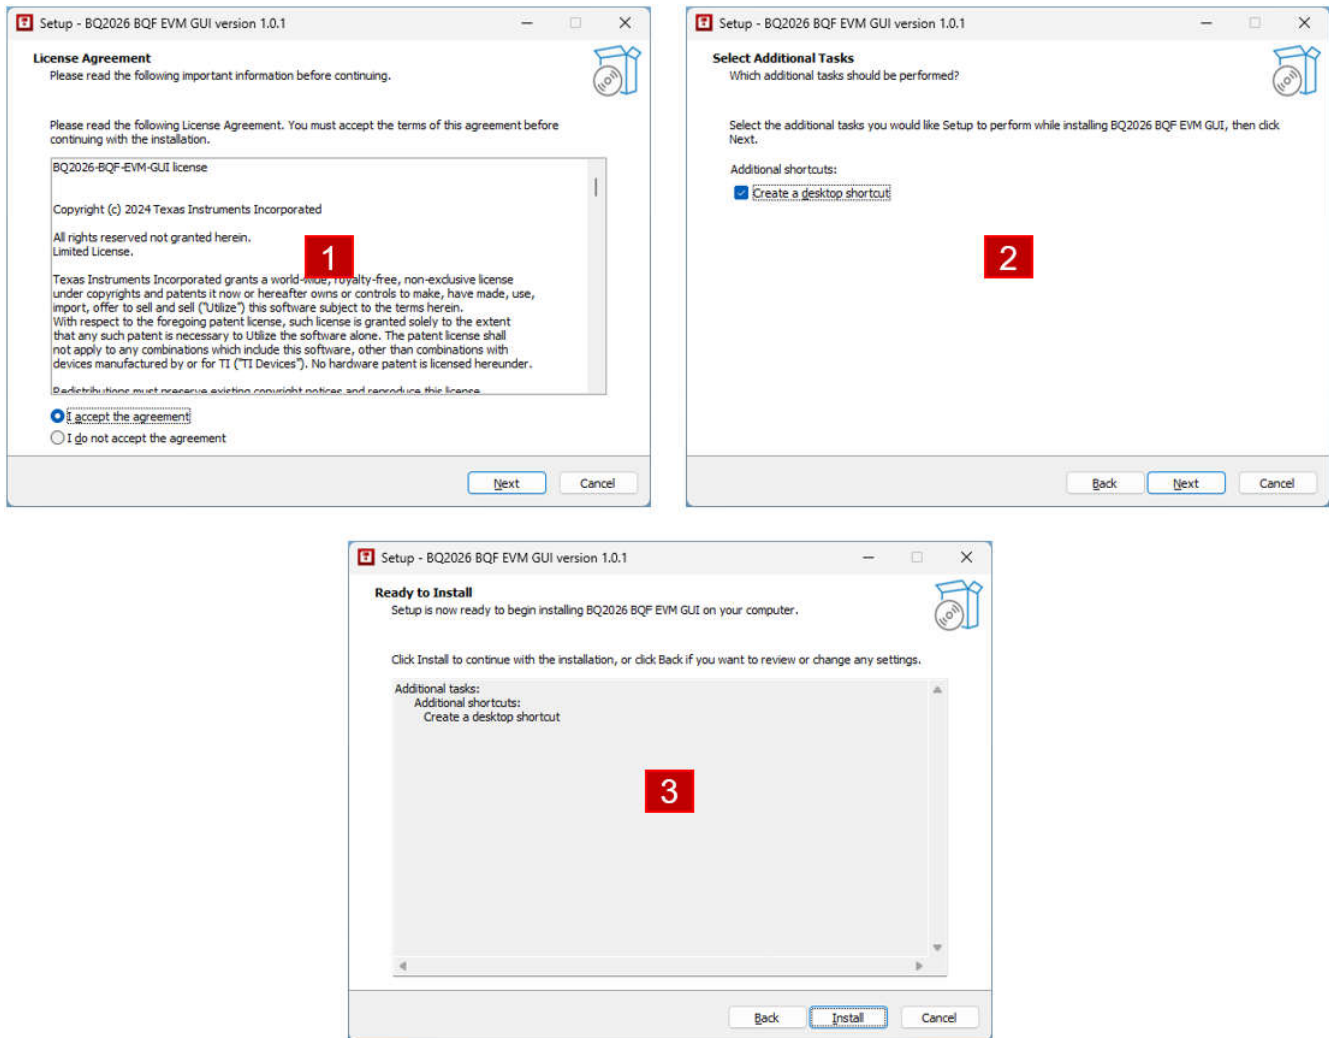 Setup - BQ2026 BQF EVM GUI version 1.0.1
License Agreement
Please read the following important information before continuing.
Please read the following License Agreement. You must accept the terms of this agreement before
continuing with the installation.
BQ2026-BQF-EVM-GUI license
Copyright (c) 2024 Texas Instruments Incorporated
All rights reserved not granted herein.
Limited License.
1
Texas Instruments Incorporated grants a world-wide, royalty-free, non-exclusive license
under copyrights and patents it now or hereafter owns or controls to make, have made, use,
import, offer to sell and sell ("Utilize") this software subject to the terms herein.
With respect to the foregoing patent license, such license is granted solely to the extent
that any such patent is necessary to Utilize the software alone. The patent license shall
not apply to any combinations which include this software, other than combinations with
devices manufactured by or for TI ("TI Devices"). No hardware patent is licensed hereunder.
Redistributions must preserve existing copyright notices and reproduce this license
I accept the agreement
I do not accept the agreement
Next Cancel
Setup - BQ2026 BQF EVM GUI version 1.0.1
Select Additional Tasks
Which additional tasks should be performed?
Select the additional tasks you would like Setup to perform while installing BQ2026 BQF EVM GUI, then click
Next.
Additional shortcuts:
Create a desktop shortcut
2
Back Next Cancel
Setup - BQ2026 BQF EVM GUI version 1.0.1
Ready to Install
Setup is now ready to begin installing BQ2026 BQF EVM GUI on your computer.
Click Install to continue with the installation, or click Back if you want to review or change any settings.
Additional tasks:
Additional shortcuts:
Create a desktop shortcut
3
Back Install Cancel